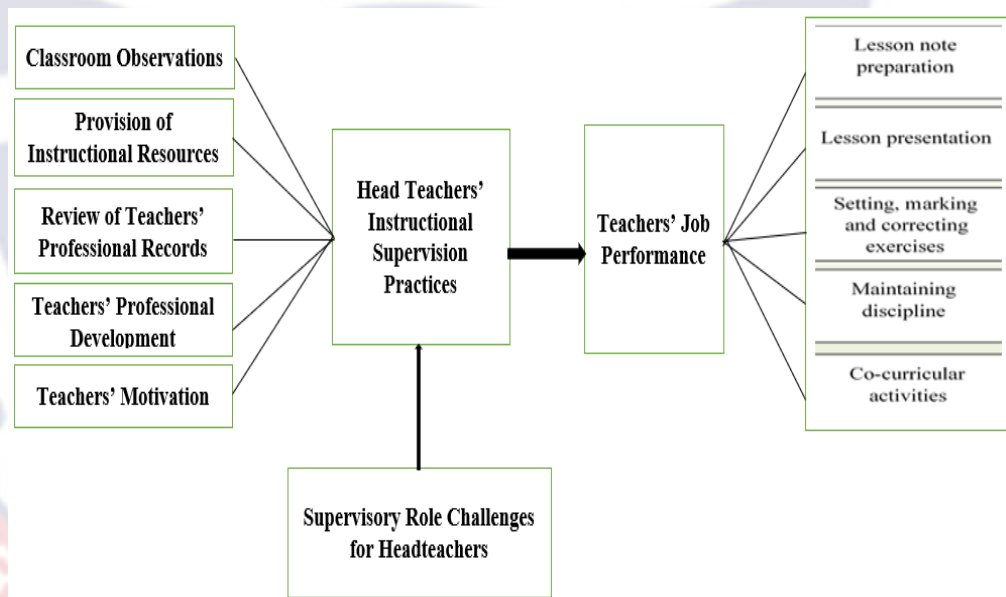 Classroom Observations
Provision of
Instructional Resources
Review of Teachers’
Professional Records
Teachers’ Professional
Development
Teachers’ Motivation
Head Teachers’
Instructional
Supervision
Practices
Supervisory Role Challenges
for Headteachers
Teachers’ Job
Performance
Lesson note
preparation
Lesson presentation
Setting, marking
and correcting
exercises
Maintaining
discipline
Co-curricular
activities